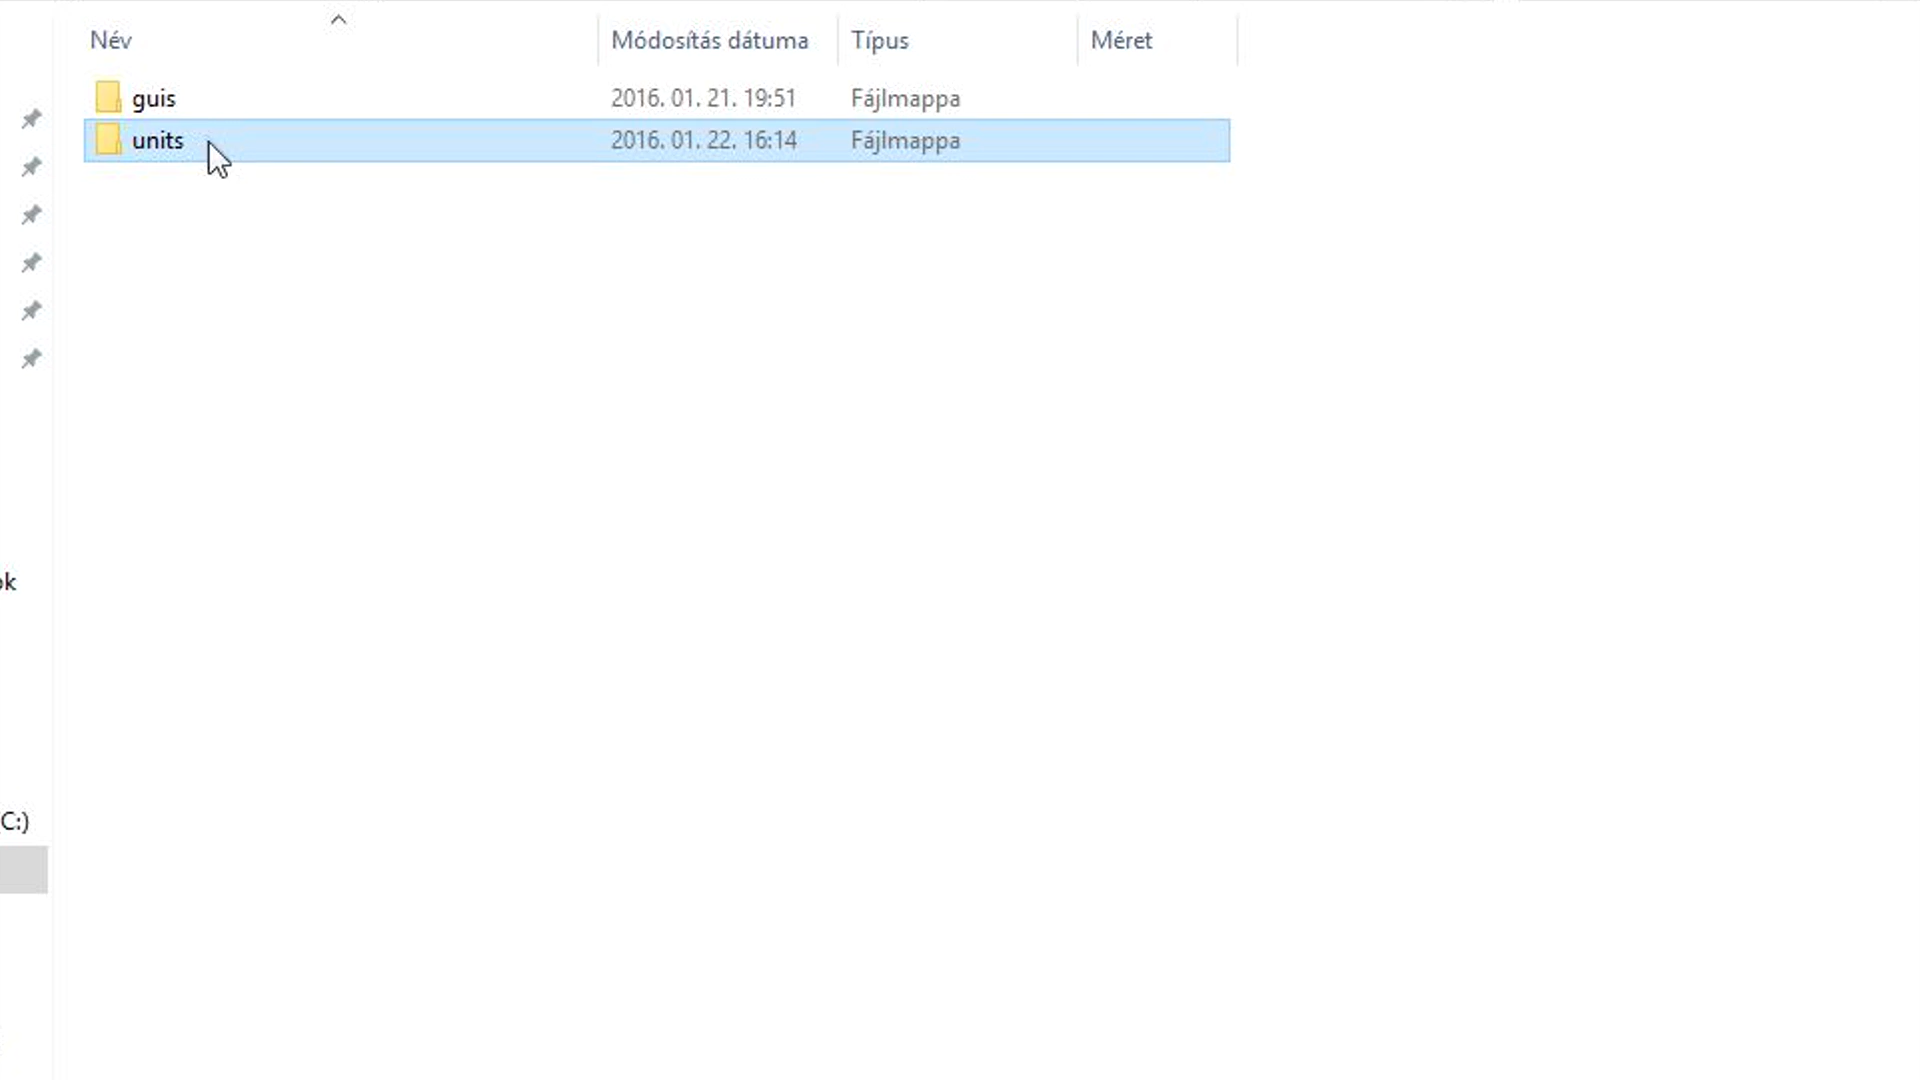 Név Módosítás dátuma Típus Méret
guis 2016. 01. 21. 19:51 Fájlmappa
units 2016. 01. 22. 16:14 Fájlmappa
ok
C:)